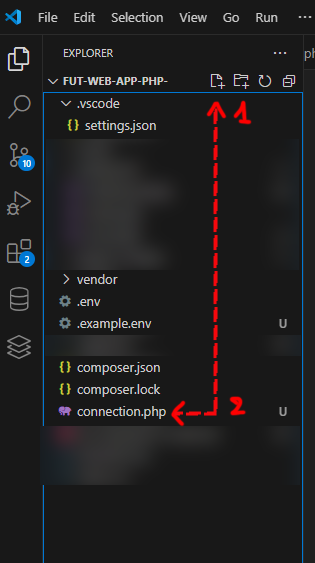 File Edit Selection View Go Run
EXPLORER
FUT-WEB-APP-PHP-
1
.vscode
{} settings.json
10
2
vendor
.env
.example.env U
{} composer.json
{} composer.lock
connection.php 2 U